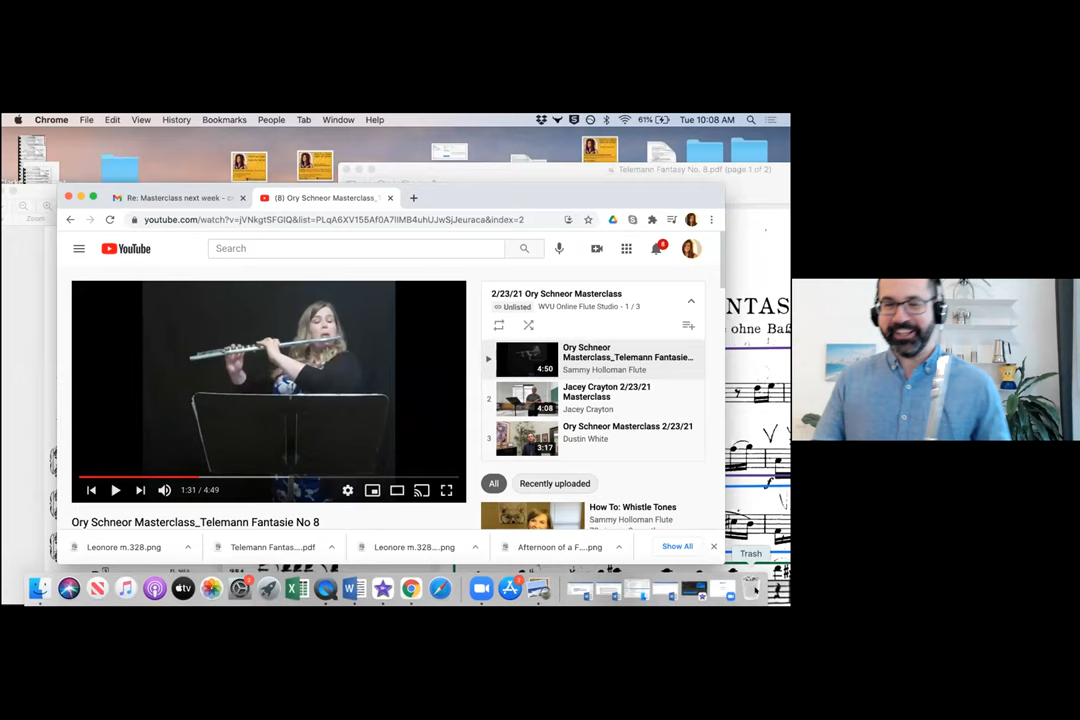 Chrome File Edit View History Bookmarks People Tab Window Help 61% Tue 10:08 AM
Telemann Fantasy No. 8.pdf (page 1 of 2)
Zoom
Re: Masterclass next week - c
(8) Ory Schneor Masterclass_
youtube.com/watch?v=jVNkgtSFGIQ&list=PLqA6XV155Af0A7lIMB4uhUJwSjJeuraca&index=2
YouTube
Search
2/23/21 Ory Schneor Masterclass
Unlisted WVU Online Flute Studio - 1 / 3
Ory Schneor
Masterclass_Telemann Fantasie...
Sammy Holloman Flute
4:50
2
Jacey Crayton 2/23/21
Masterclass
Jacey Crayton
4:08
3
Ory Schneor Masterclass 2/23/21
Dustin White
3:17
All Recently uploaded
How To: Whistle Tones
Sammy Holloman Flute
1:31 / 4:49
Ory Schneor Masterclass_Telemann Fantasie No 8
NTAS
ohne Baß
Leonore m.328.png
Telemann Fantas....pdf
Leonore m.328....png
Afternoon of a F....png
Show All
Trash
tv